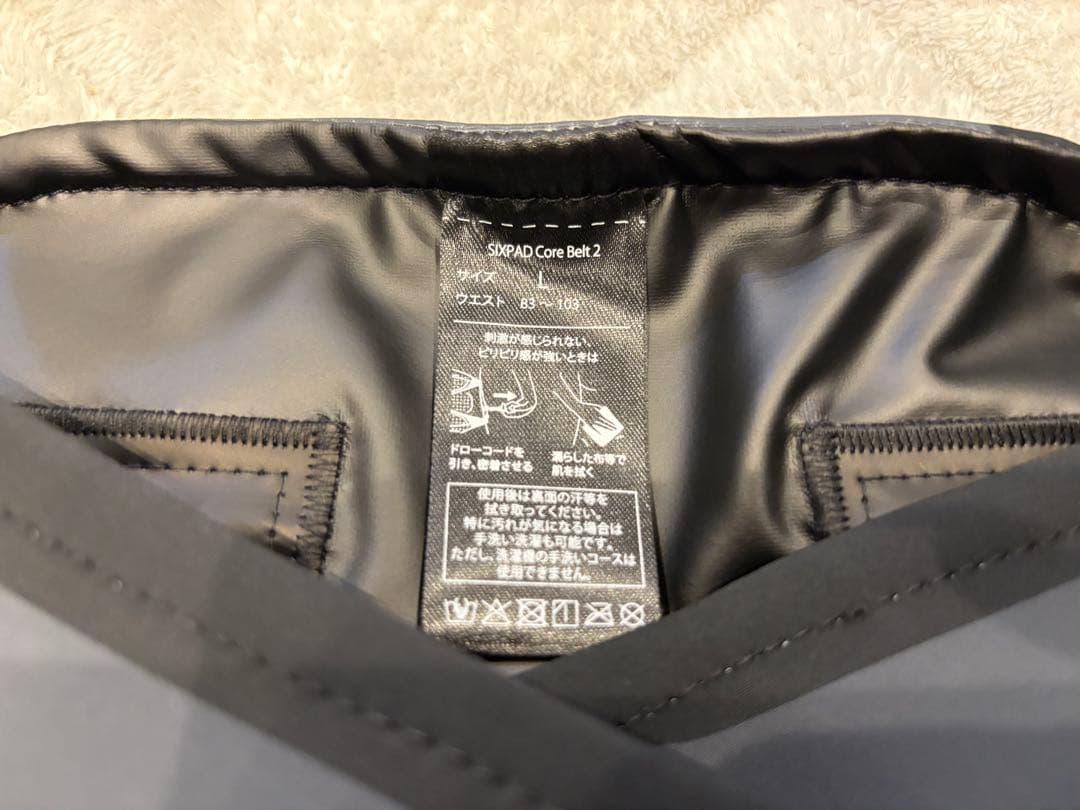 SIXPAD Core Belt 2
サイズ L
ウエスト 83～103
刺激が感じられない、
ピリピリ感が強いときは
ドローコードを
引き、密着させる
濡らした布等で
肌を拭く
使用後は裏面の汗等を
拭き取ってください。
特に汚れが気になる場合は
手洗い洗濯も可能です。
ただし、洗濯機の手洗いコースは
使用できません。